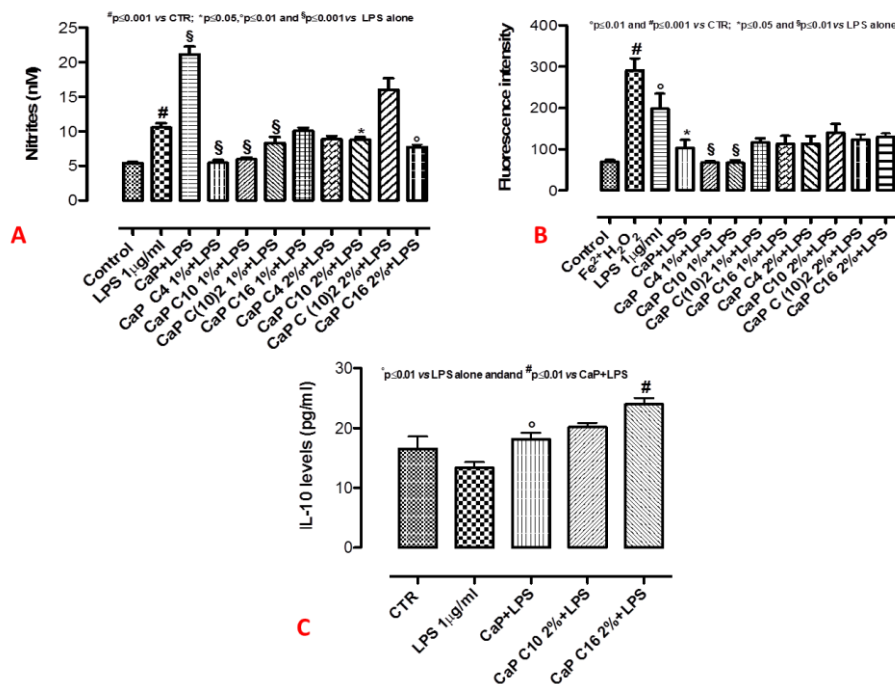 #p≤0.001 vs CTR; *p≤0.05,°p≤0.01 and §p≤0.001vs LPS alone
Nitrites (nM)
25
20
15
10
5
0
#
§
§
§
§
*
°
Control
LPS 1µg/ml
CaP+LPS
CaP C4 1%+LPS
CaP C10 1%+LPS
CaP C(10)2 1%+LPS
CaP C16 1%+LPS
CaP C4 2%+LPS
CaP C10 2%+LPS
CaP C (10)2 2%+LPS
CaP C16 2%+LPS
A
°p≤0.01 and #p≤0.001 vs CTR; *p≤0.05 and §p≤0.01vs LPS alone
Fluorescence intensity
400
300
200
100
0
#
°
*
§
§
Control
Fe2+H2O2
LPS 1µg/ml
CaP+LPS
CaP C4 1%+LPS
CaP C10 1%+LPS
CaP C(10)2 1%+LPS
CaP C16 1%+LPS
CaP C4 2%+LPS
CaP C10 2%+LPS
CaP C (10)2 2%+LPS
CaP C16 2%+LPS
B
°p≤0.01 vs LPS alone andand #p≤0.01 vs CaP+LPS
IL-10 levels (pg/ml)
30
20
10
0
°
#
CTR
LPS 1µg/ml
CaP+LPS
CaP C10 2%+LPS
CaP C16 2%+LPS
C